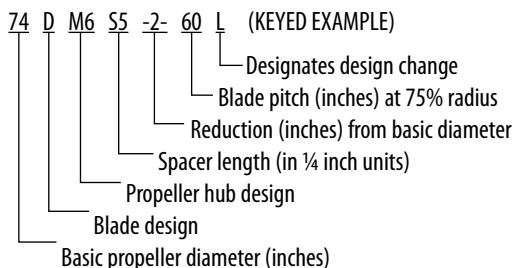 74 D M6 S5 -2- 60 L (KEYED EXAMPLE)
Designates design change
Blade pitch (inches) at 75% radius
Reduction (inches) from basic diameter
Spacer length (in ¼ inch units)
Propeller hub design
Blade design
Basic propeller diameter (inches)